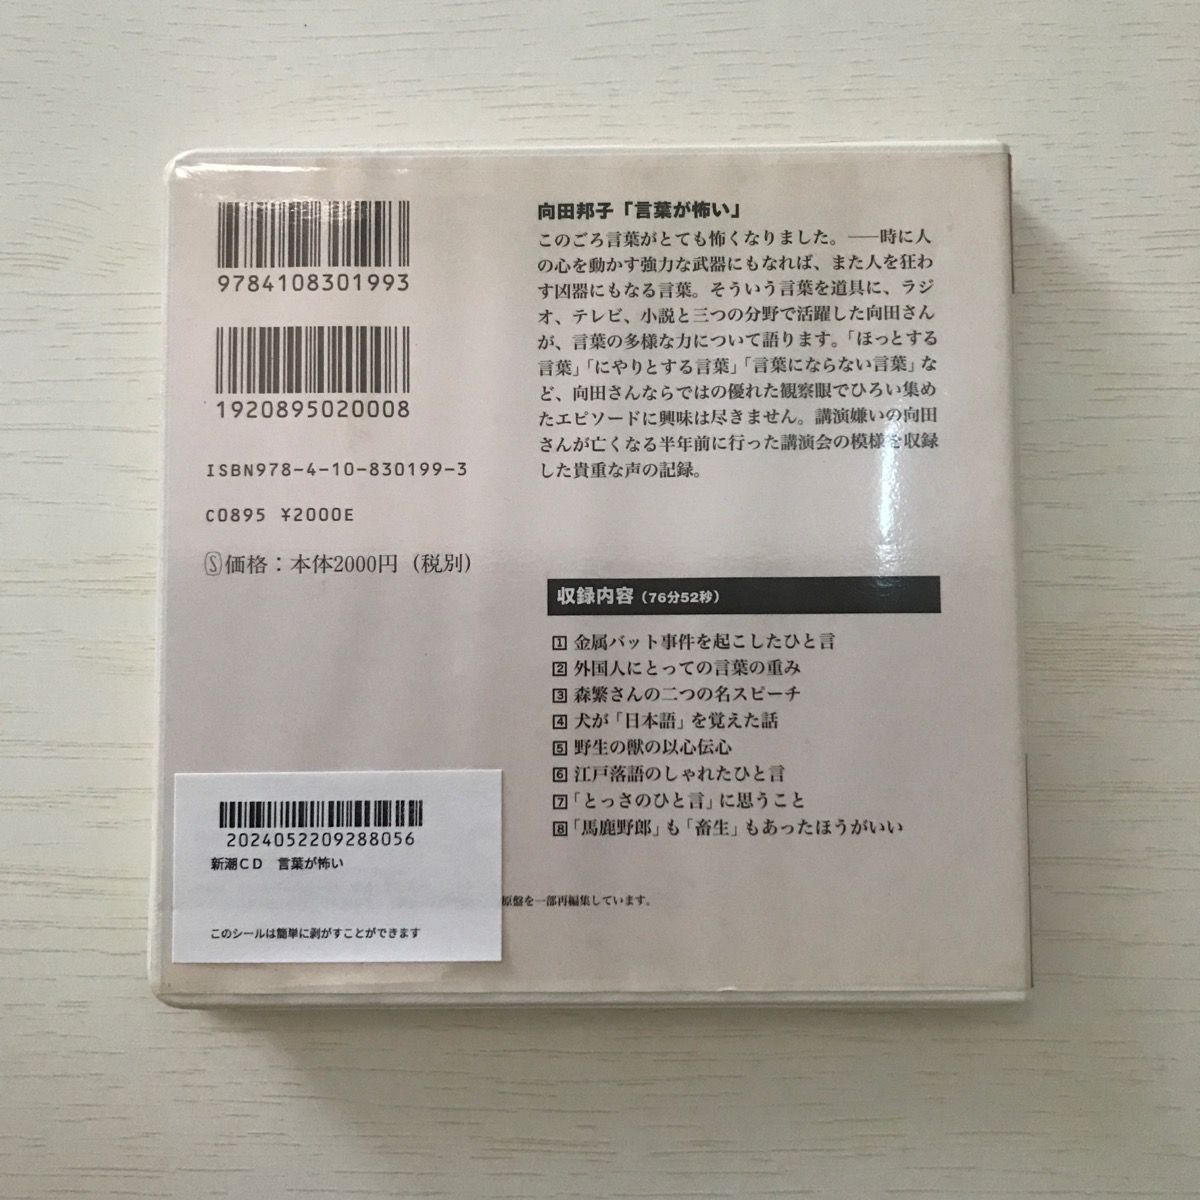 9784108301993
1920895020008
ISBN978-4-10-830199-3
C0895 ¥2000E
Ⓢ価格：本体2000円（税別）
向田邦子「言葉が怖い」
このごろ言葉がとても怖くなりました。――時に人
の心を動かす強力な武器にもなれば、また人を狂わ
す凶器にもなる言葉。そういう言葉を道具に、ラジ
オ、テレビ、小説と三つの分野で活躍した向田さん
が、言葉の多様な力について語ります。「ほっとする
言葉」「にやりとする言葉」「言葉にならない言葉」な
ど、向田さんならではの優れた観察眼でひろい集め
たエピソードに興味は尽きません。講演嫌いの向田
さんが亡くなる半年前に行った講演会の模様を収録
した貴重な声の記録。
収録内容（76分52秒）
1 金属バット事件を起こしたひと言
2 外国人にとっての言葉の重み
3 森繁さんの二つの名スピーチ
4 犬が「日本語」を覚えた話
5 野生の獣の以心伝心
6 江戸落語のしゃれたひと言
7 「とっさのひと言」に思うこと
8 「馬鹿野郎」も「畜生」もあったほうがいい
原盤を一部再編集しています。
2024052209288056
新潮ＣＤ　言葉が怖い
このシールは簡単に剥がすことができます